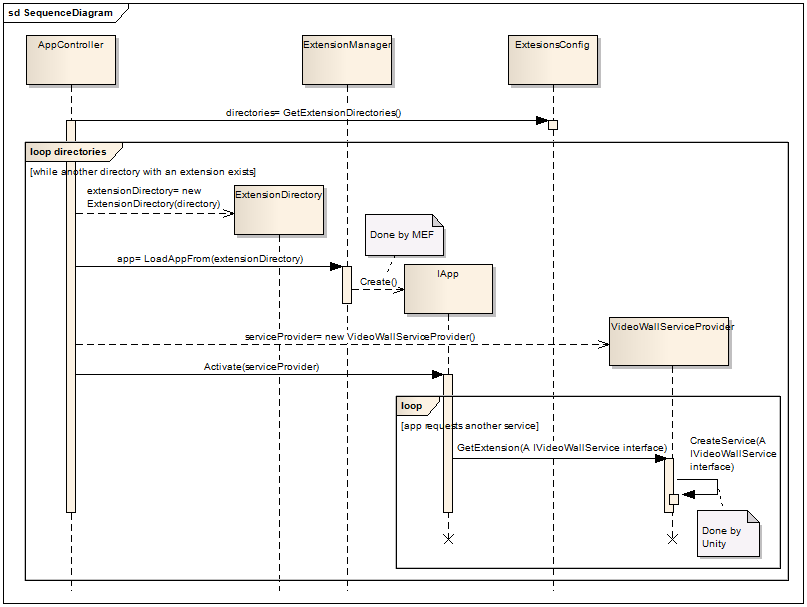 sd SequenceDiagram
AppController
ExtensionManager
ExtesionsConfig
directories= GetExtensionDirectories()
loop directories
[while another directory with an extension exists]
extensionDirectory= new
ExtensionDirectory(directory)
ExtensionDirectory
Done by MEF
app= LoadAppFrom(extensionDirectory)
IApp
Create()
VideoWallServiceProvider
serviceProvider= new VideoWallServiceProvider()
Activate(serviceProvider)
loop
[app requests another service]
GetExtension(A IVideoWallService interface)
CreateService(A
IVideoWallService
interface)
Done by
Unity